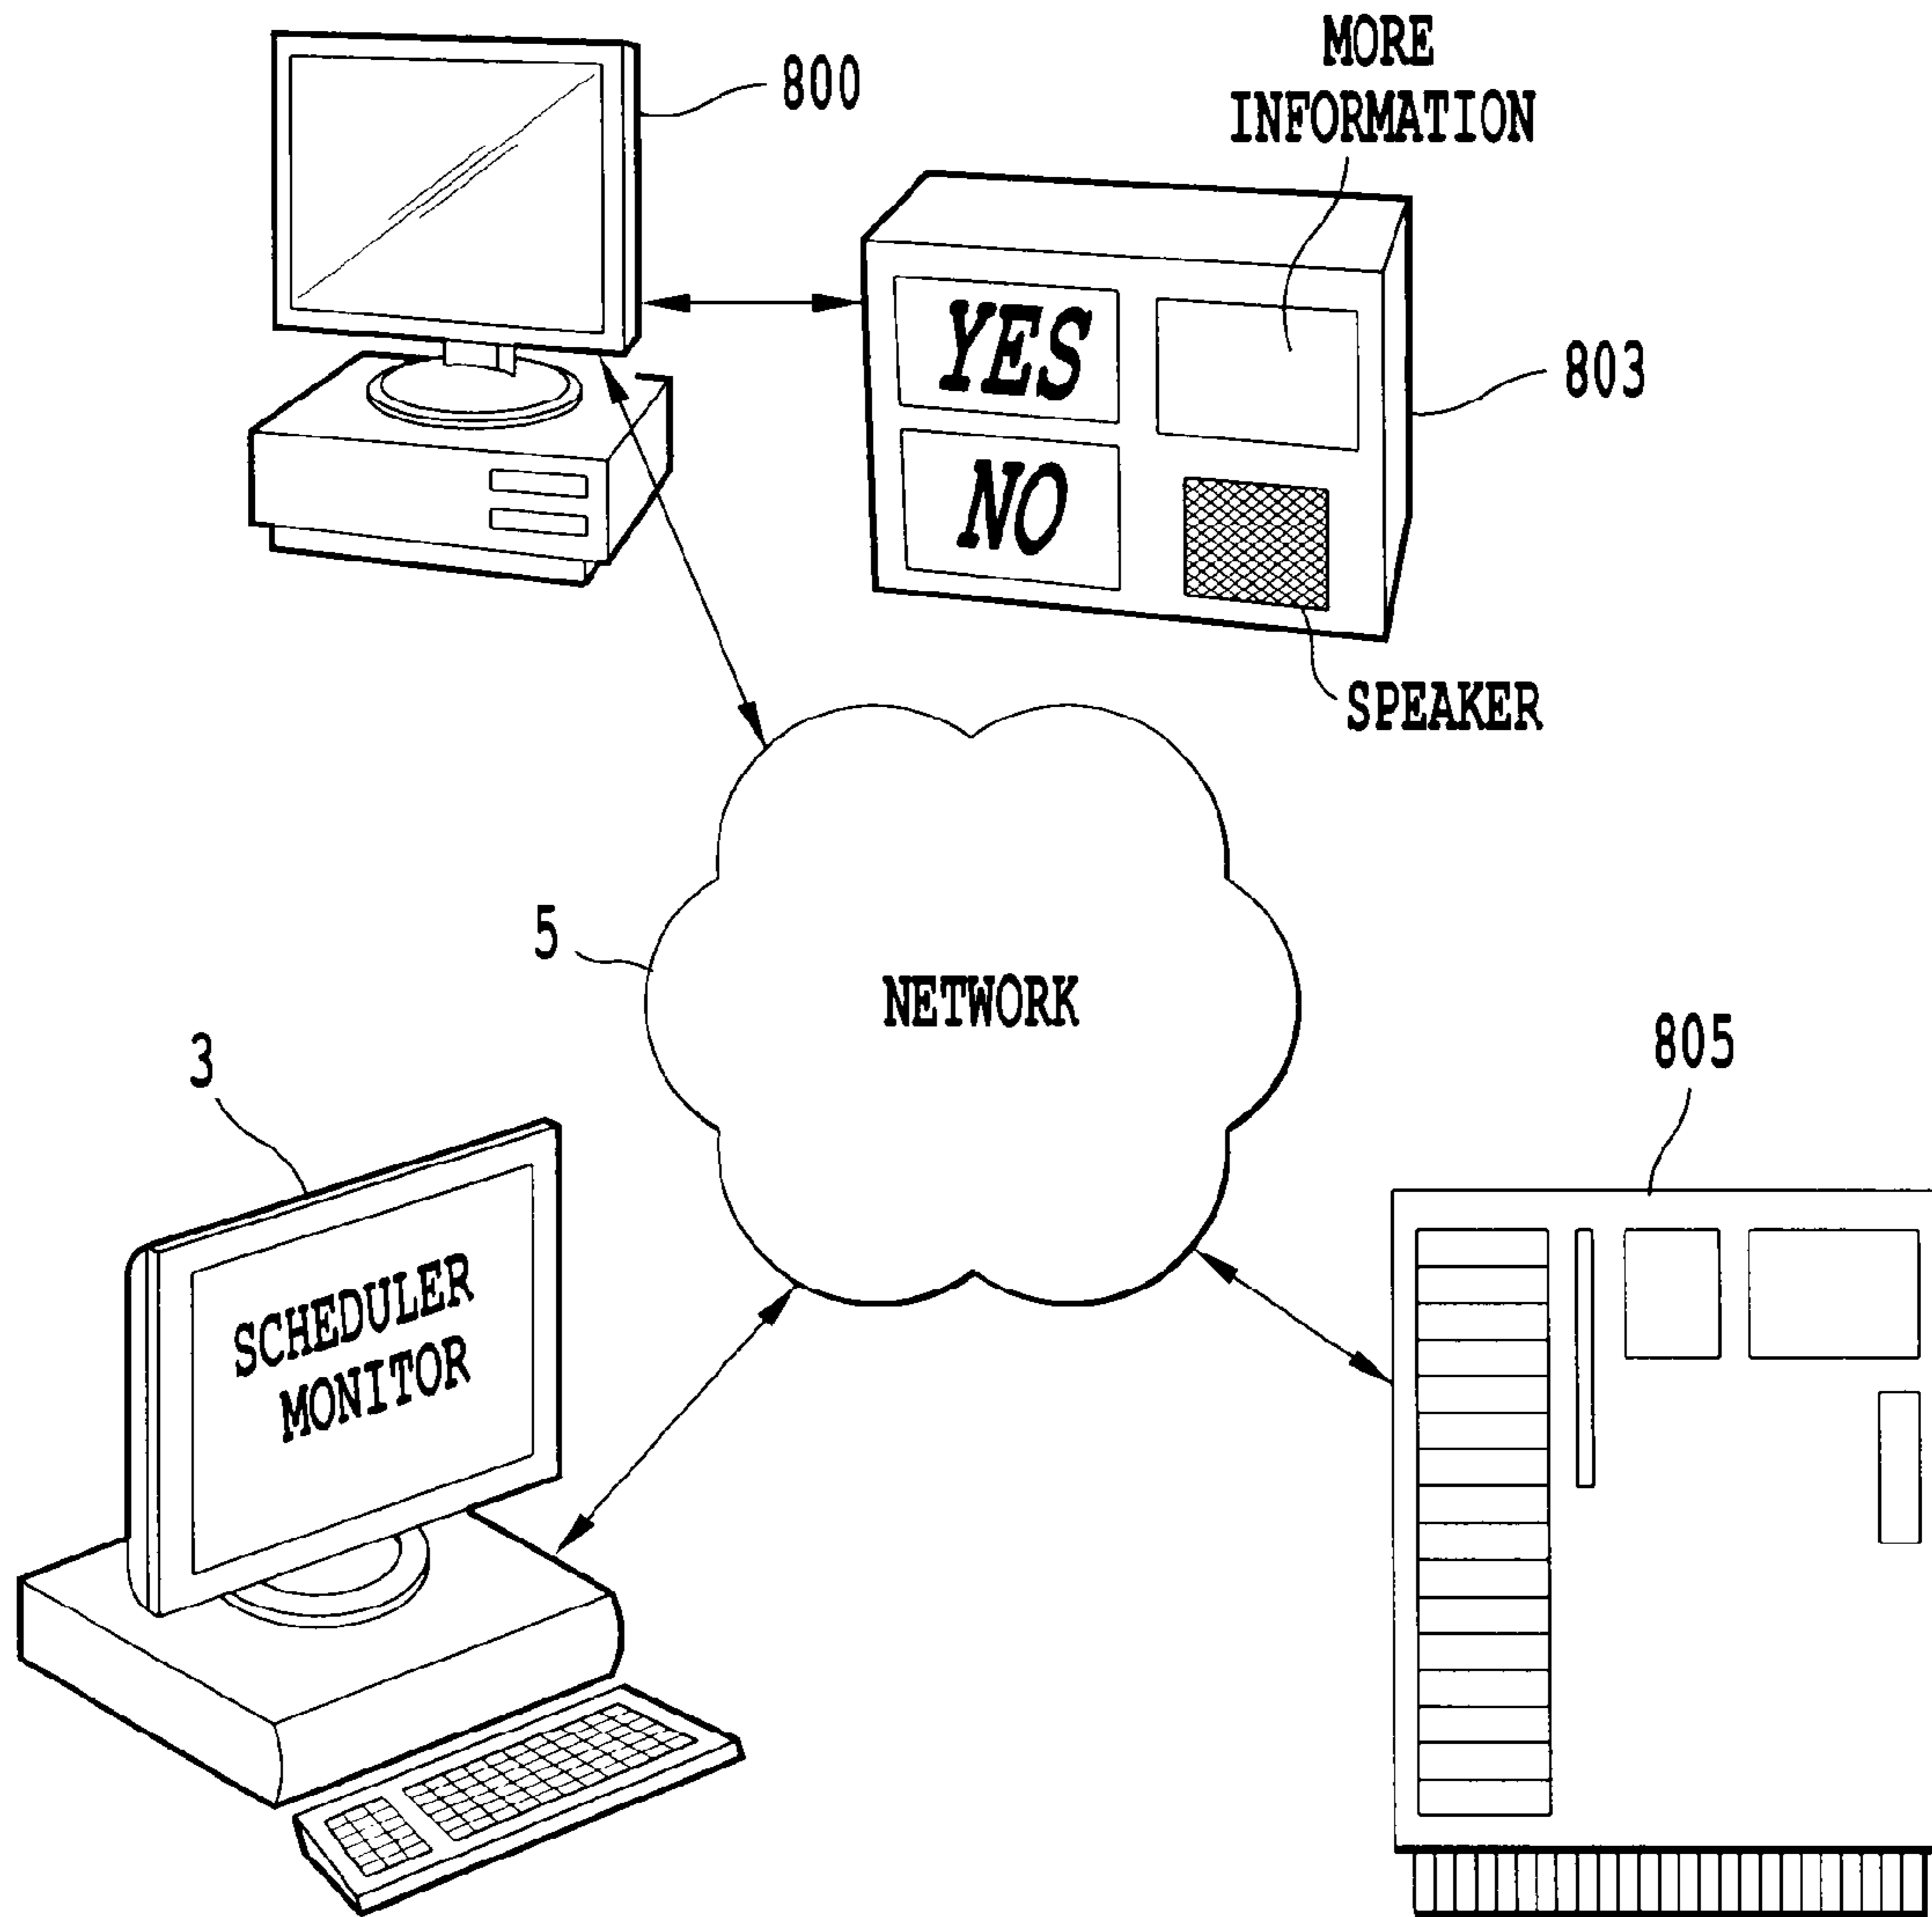 MORE
INFORMATION
800
YES
803
NO
SPEAKER
5
NETWORK
3
805
SCHEDULER
MONITOR